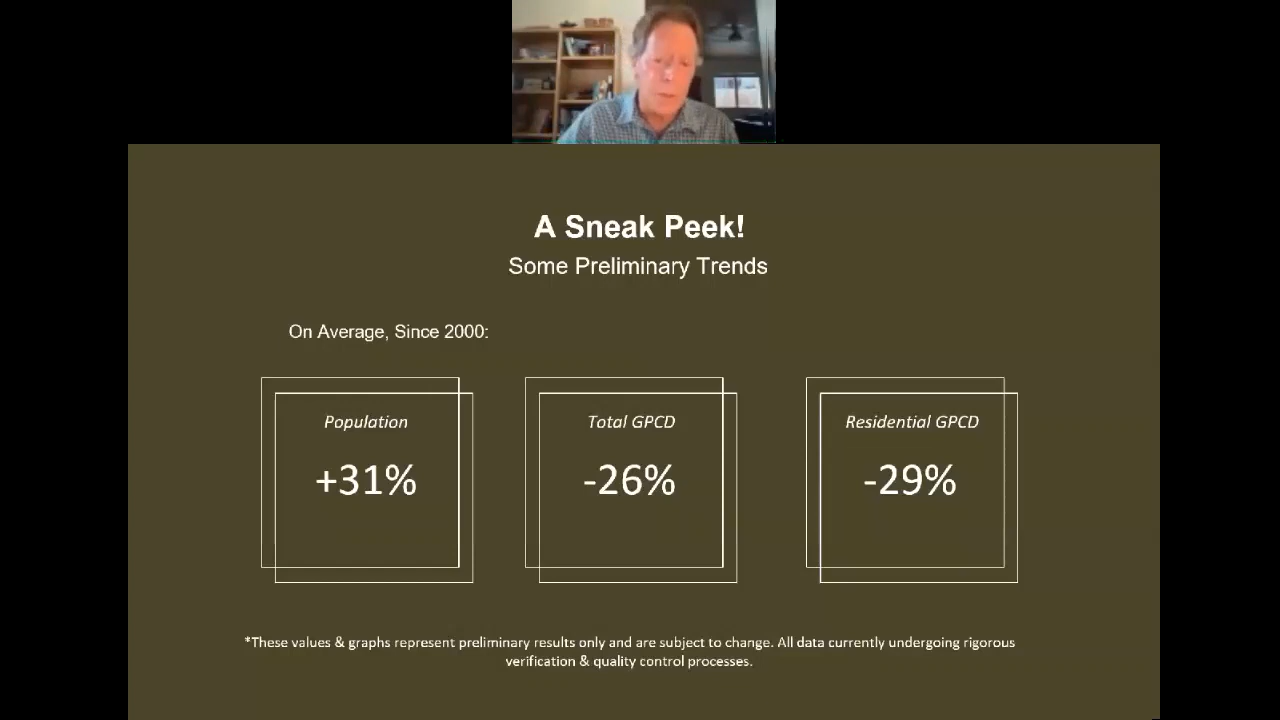 A Sneak Peek!
Some Preliminary Trends
On Average, Since 2000:
Population
+31%
Total GPCD
-26%
Residential GPCD
-29%
*These values & graphs represent preliminary results only and are subject to change. All data currently undergoing rigorous
verification & quality control processes.